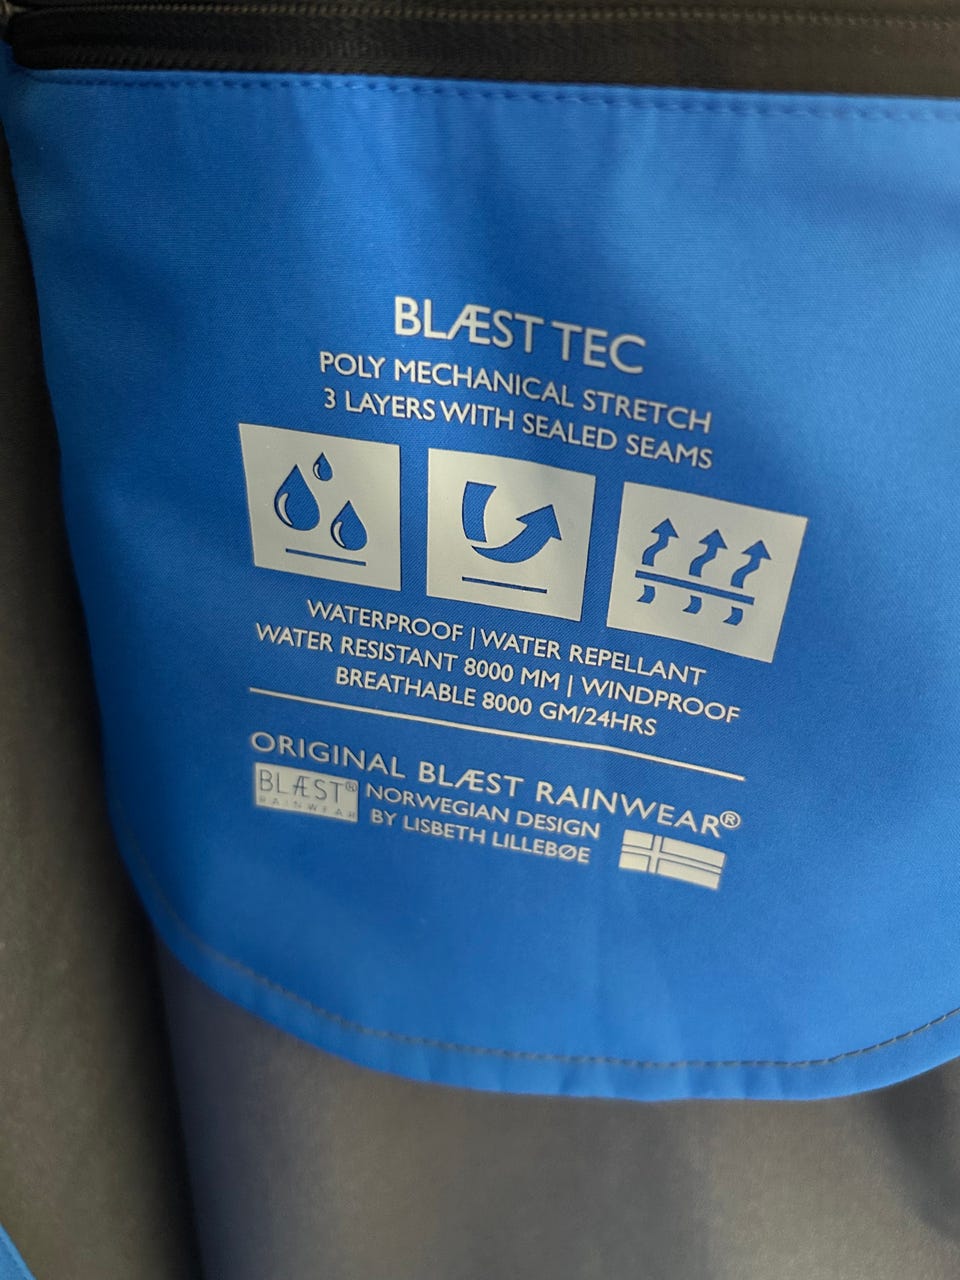 BLÆST TEC
POLY MECHANICAL STRETCH
3 LAYERS WITH SEALED SEAMS
WATERPROOF | WATER REPELLANT
WATER RESISTANT 8000 MM | WINDPROOF
BREATHABLE 8000 GM/24HRS
ORIGINAL BLÆST RAINWEAR®
BLÆST®
RAINWEAR
NORWEGIAN DESIGN
BY LISBETH LILLEBØE